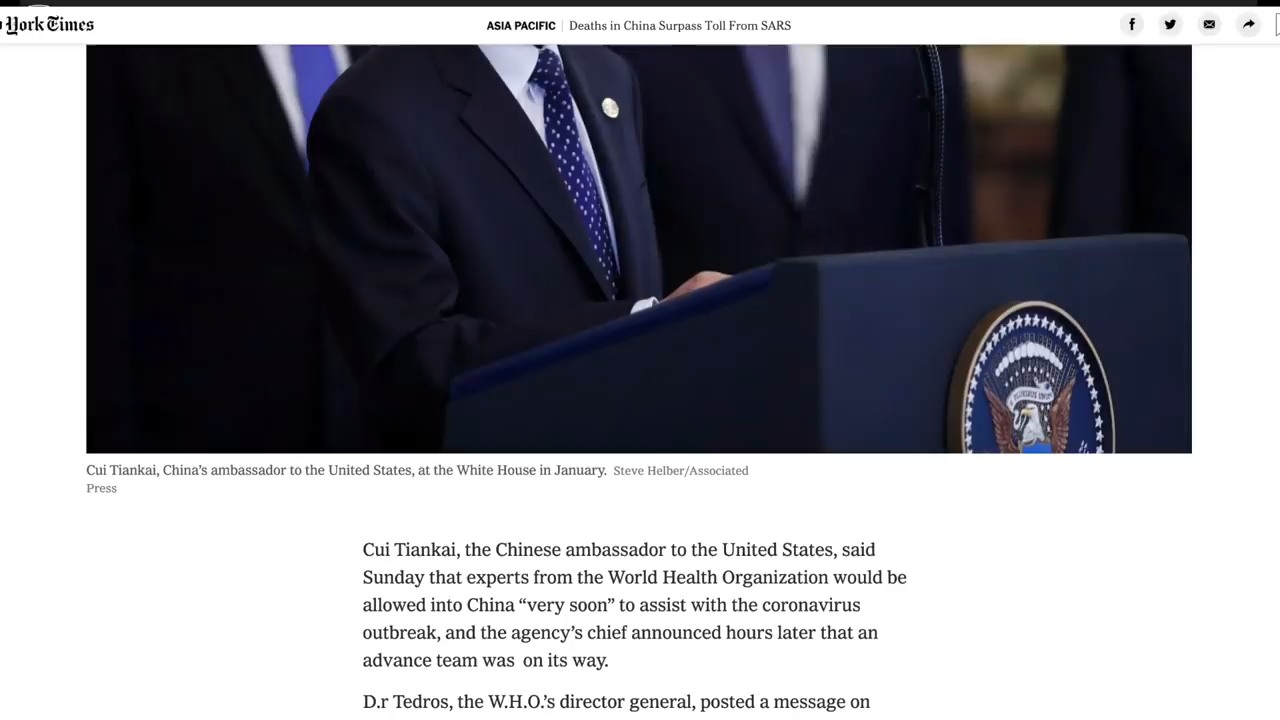 York Times
ASIA PACIFIC | Deaths in China Surpass Toll From SARS
E PLURIBUS UNUM
Cui Tiankai, China’s ambassador to the United States, at the White House in January. Steve Helber/Associated
Press
Cui Tiankai, the Chinese ambassador to the United States, said
Sunday that experts from the World Health Organization would be
allowed into China “very soon” to assist with the coronavirus
outbreak, and the agency’s chief announced hours later that an
advance team was on its way.
D.r Tedros, the W.H.O.’s director general, posted a message on